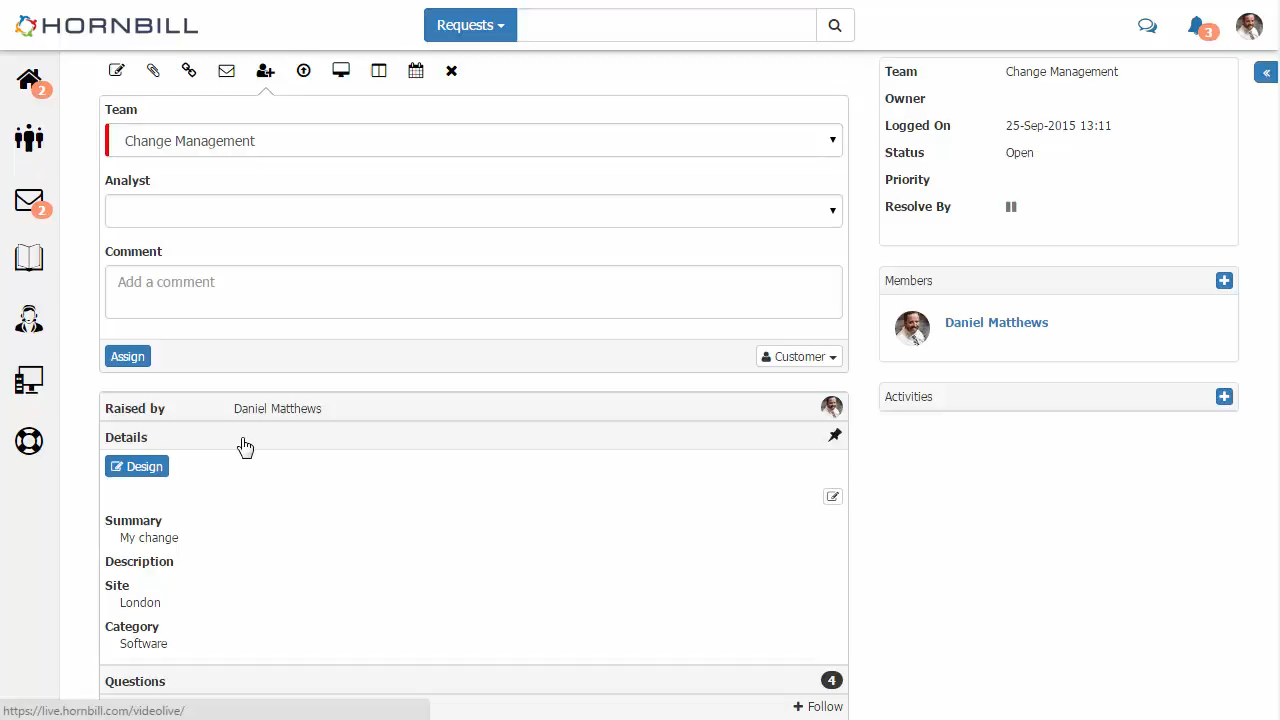 HORNBILL
Requests
3
2
2
Team
Change Management
Analyst
Comment
Add a comment
Assign
Customer
Raised by Daniel Matthews
Details
Design
Summary
My change
Description
Site
London
Category
Software
Questions 4
+ Follow
Team Change Management
Owner
Logged On 25-Sep-2015 13:11
Status Open
Priority
Resolve By
Members
Daniel Matthews
Activities
https://live.hornbill.com/videolive/